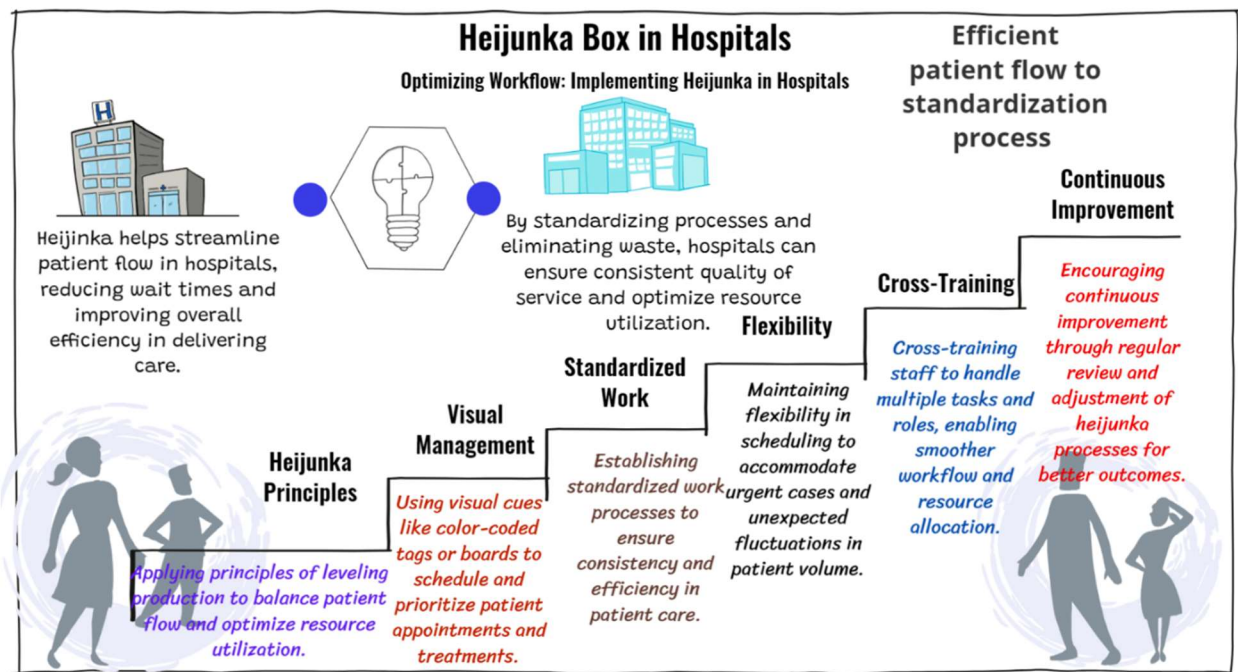 Heijunka Box in Hospitals
Optimizing Workflow: Implementing Heijunka in Hospitals
Efficient
patient flow to
standardization
process
H
Heijinka helps streamline
patient flow in hospitals,
reducing wait times and
improving overall
efficiency in delivering
care.
By standardizing processes and
eliminating waste, hospitals can
ensure consistent quality of
service and optimize resource
utilization.
Heijunka
Principles
Applying principles of leveling
production to balance patient
flow and optimize resource
utilization.
Visual
Management
Using visual cues
like color-coded
tags or boards to
schedule and
prioritize patient
appointments and
treatments.
Standardized
Work
Establishing
standardized work
processes to
ensure
consistency and
efficiency in
patient care.
Flexibility
Maintaining
flexibility in
scheduling to
accommodate
urgent cases and
unexpected
fluctuations in
patient volume.
Cross-Training
Cross-training
staff to handle
multiple tasks and
roles, enabling
smoother
workflow and
resource
allocation.
Continuous
Improvement
Encouraging
continuous
improvement
through regular
review and
adjustment of
heijunka
processes for
better outcomes.